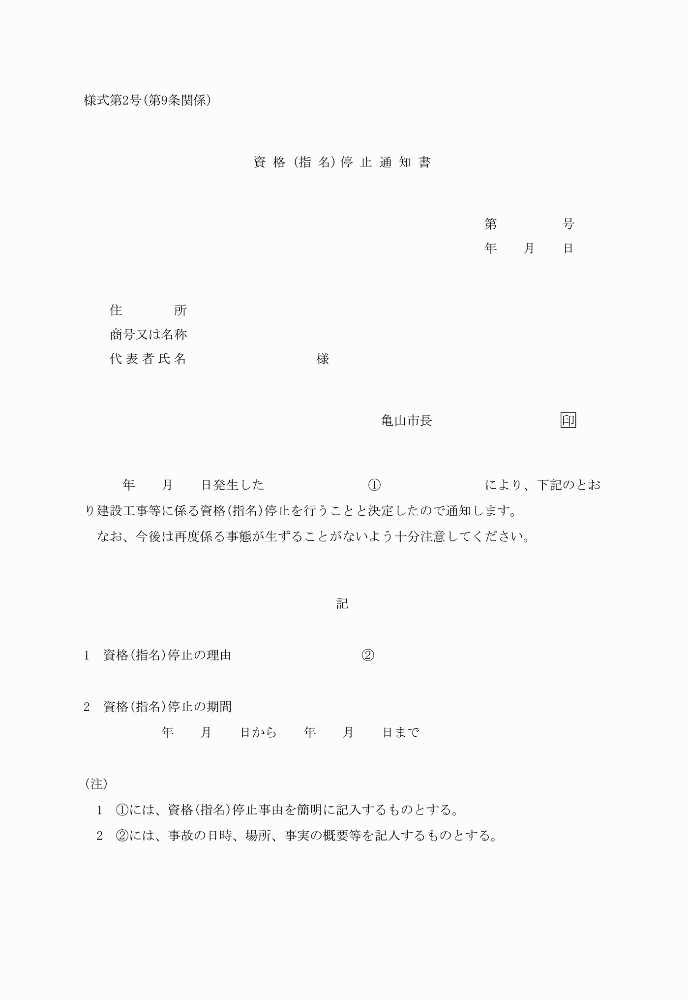 様式第2号(第9条関係)
資格(指名)停止通知書
第　　　　　号
年　　月　　日
住　　　　所
商号又は名称
代表者氏名　　　　　　　　　　様
亀山市長　　　　　　　　　　印
年　　月　　日発生した　　　　　　　　①　　　　　　　　により、下記のとお
り建設工事等に係る資格(指名)停止を行うことと決定したので通知します。
なお、今後は再度係る事態が生ずることがないよう十分注意してください。
記
1　資格(指名)停止の理由　　　　　　　　　　②
2　資格(指名)停止の期間
年　　月　　日から　　年　　月　　日まで
(注)
1　①には、資格(指名)停止事由を簡明に記入するものとする。
2　②には、事故の日時、場所、事実の概要等を記入するものとする。